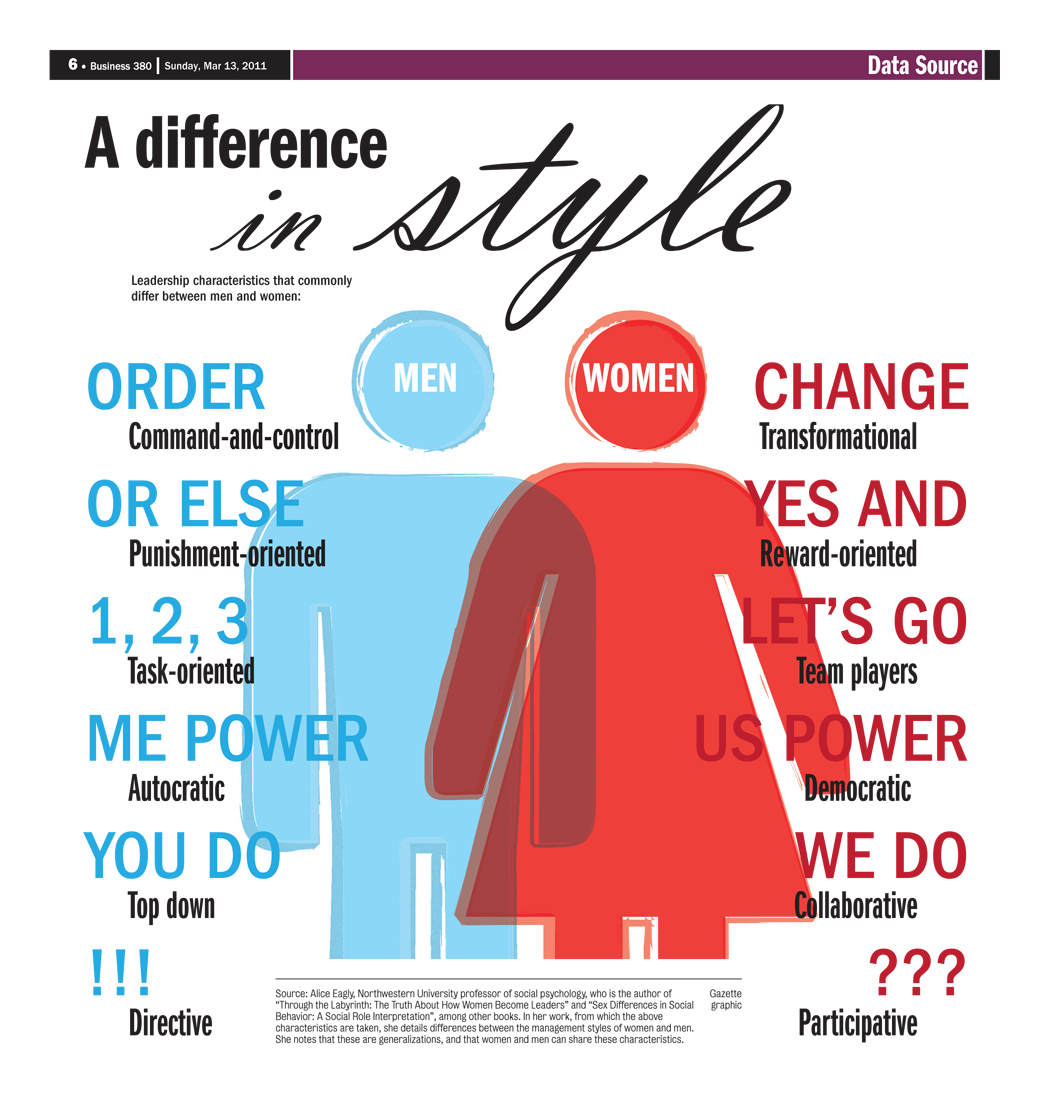 6 • Business 380 | Sunday, Mar 13, 2011
Data Source
A difference
in style
Leadership characteristics that commonly
differ between men and women:
MEN
WOMEN
ORDER
Command-and-control
OR ELSE
Punishment-oriented
1, 2, 3
Task-oriented
ME POWER
Autocratic
YOU DO
Top down
!!!
Directive
CHANGE
Transformational
YES AND
Reward-oriented
LET'S GO
Team players
US POWER
Democratic
WE DO
Collaborative
???
Participative
Source: Alice Eagly, Northwestern University professor of social psychology, who is the author of
"Through the Labyrinth: The Truth About How Women Become Leaders" and "Sex Differences in Social
Behavior: A Social Role Interpretation", among other books. In her work, from which the above
characteristics are taken, she details differences between the management styles of women and men.
She notes that these are generalizations, and that women and men can share these characteristics.
Gazette
graphic